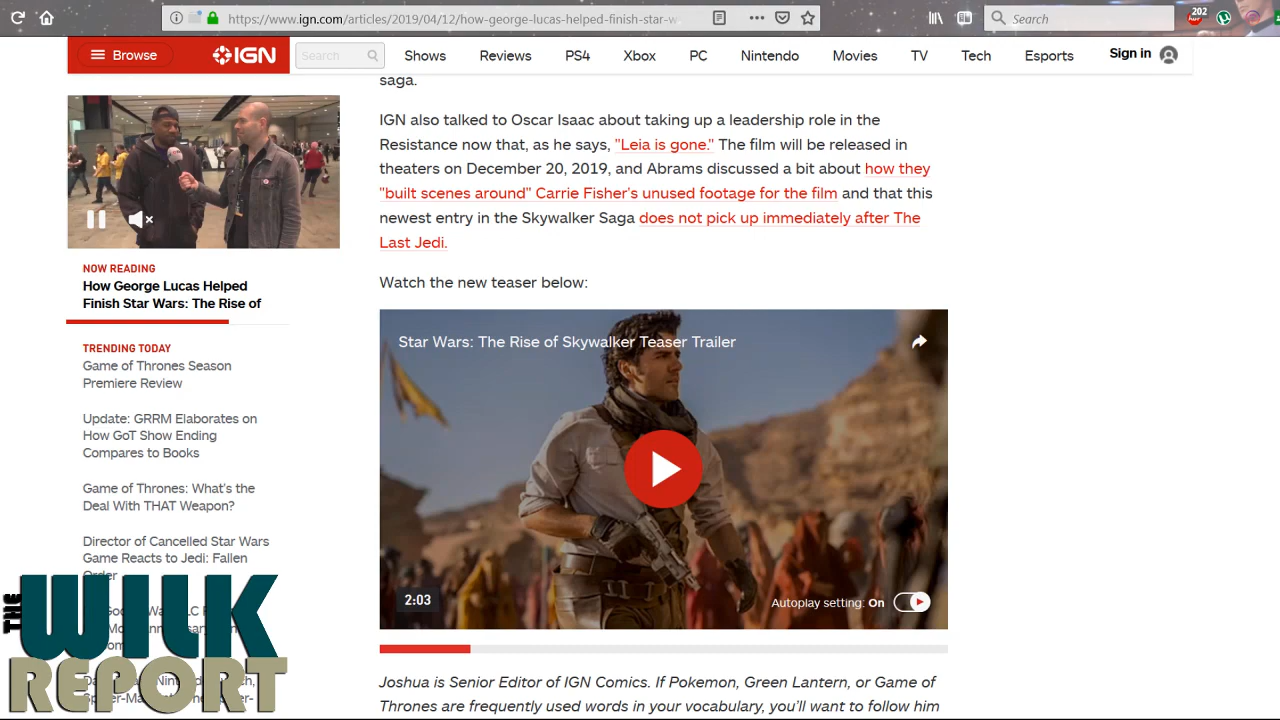 https://www.ign.com/articles/2019/04/12/how-george-lucas-helped-finish-star-w
Search
202
Browse
IGN
Search
Shows
Reviews
PS4
Xbox
PC
Nintendo
Movies
TV
Tech
Esports
Sign in
saga.
IGN also talked to Oscar Isaac about taking up a leadership role in the
Resistance now that, as he says, "Leia is gone." The film will be released in
theaters on December 20, 2019, and Abrams discussed a bit about how they
"built scenes around" Carrie Fisher's unused footage for the film and that this
newest entry in the Skywalker Saga does not pick up immediately after The
Last Jedi.
Watch the new teaser below:
Star Wars: The Rise of Skywalker Teaser Trailer
2:03
Autoplay setting: On
Joshua is Senior Editor of IGN Comics. If Pokemon, Green Lantern, or Game of
Thrones are frequently used words in your vocabulary, you'll want to follow him
NOW READING
How George Lucas Helped
Finish Star Wars: The Rise of
TRENDING TODAY
Game of Thrones Season
Premiere Review
Update: GRRM Elaborates on
How GoT Show Ending
Compares to Books
Game of Thrones: What's the
Deal With THAT Weapon?
Director of Cancelled Star Wars
Game Reacts to Jedi: Fallen
Order
THE WILK
REPORT